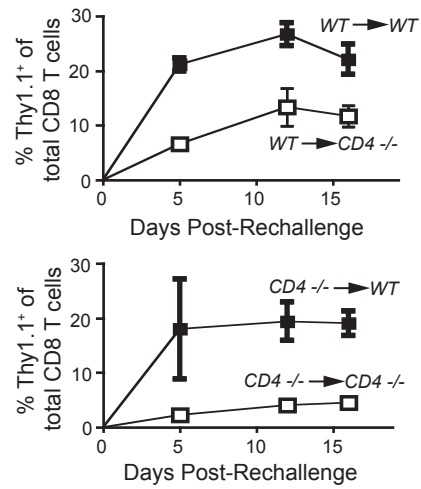 % Thy1.1⁺ of
total CD8 T cells
30
20
10
0
WT → WT
WT → CD4 -/-
0 5 10 15
Days Post-Rechallenge
% Thy1.1⁺ of
total CD8 T cells
30
20
10
0
CD4 -/- → WT
CD4 -/- → CD4 -/-
0 5 10 15
Days Post-Rechallenge